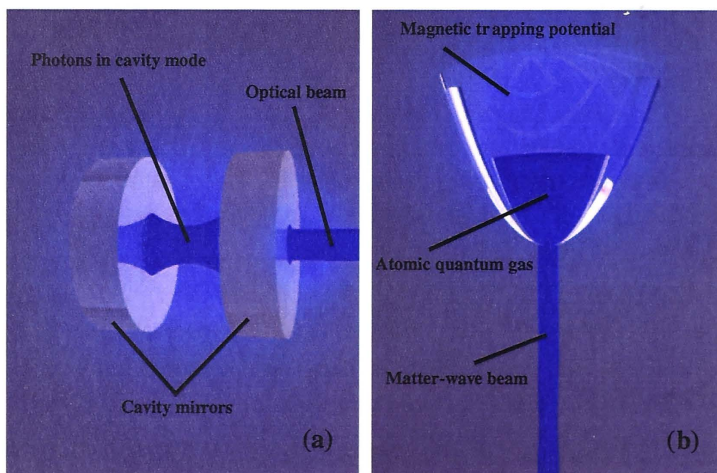 Photons in cavity mode
Optical beam
Cavity mirrors
(a)
Magnetic trapping potential
Atomic quantum gas
Matter-wave beam
(b)